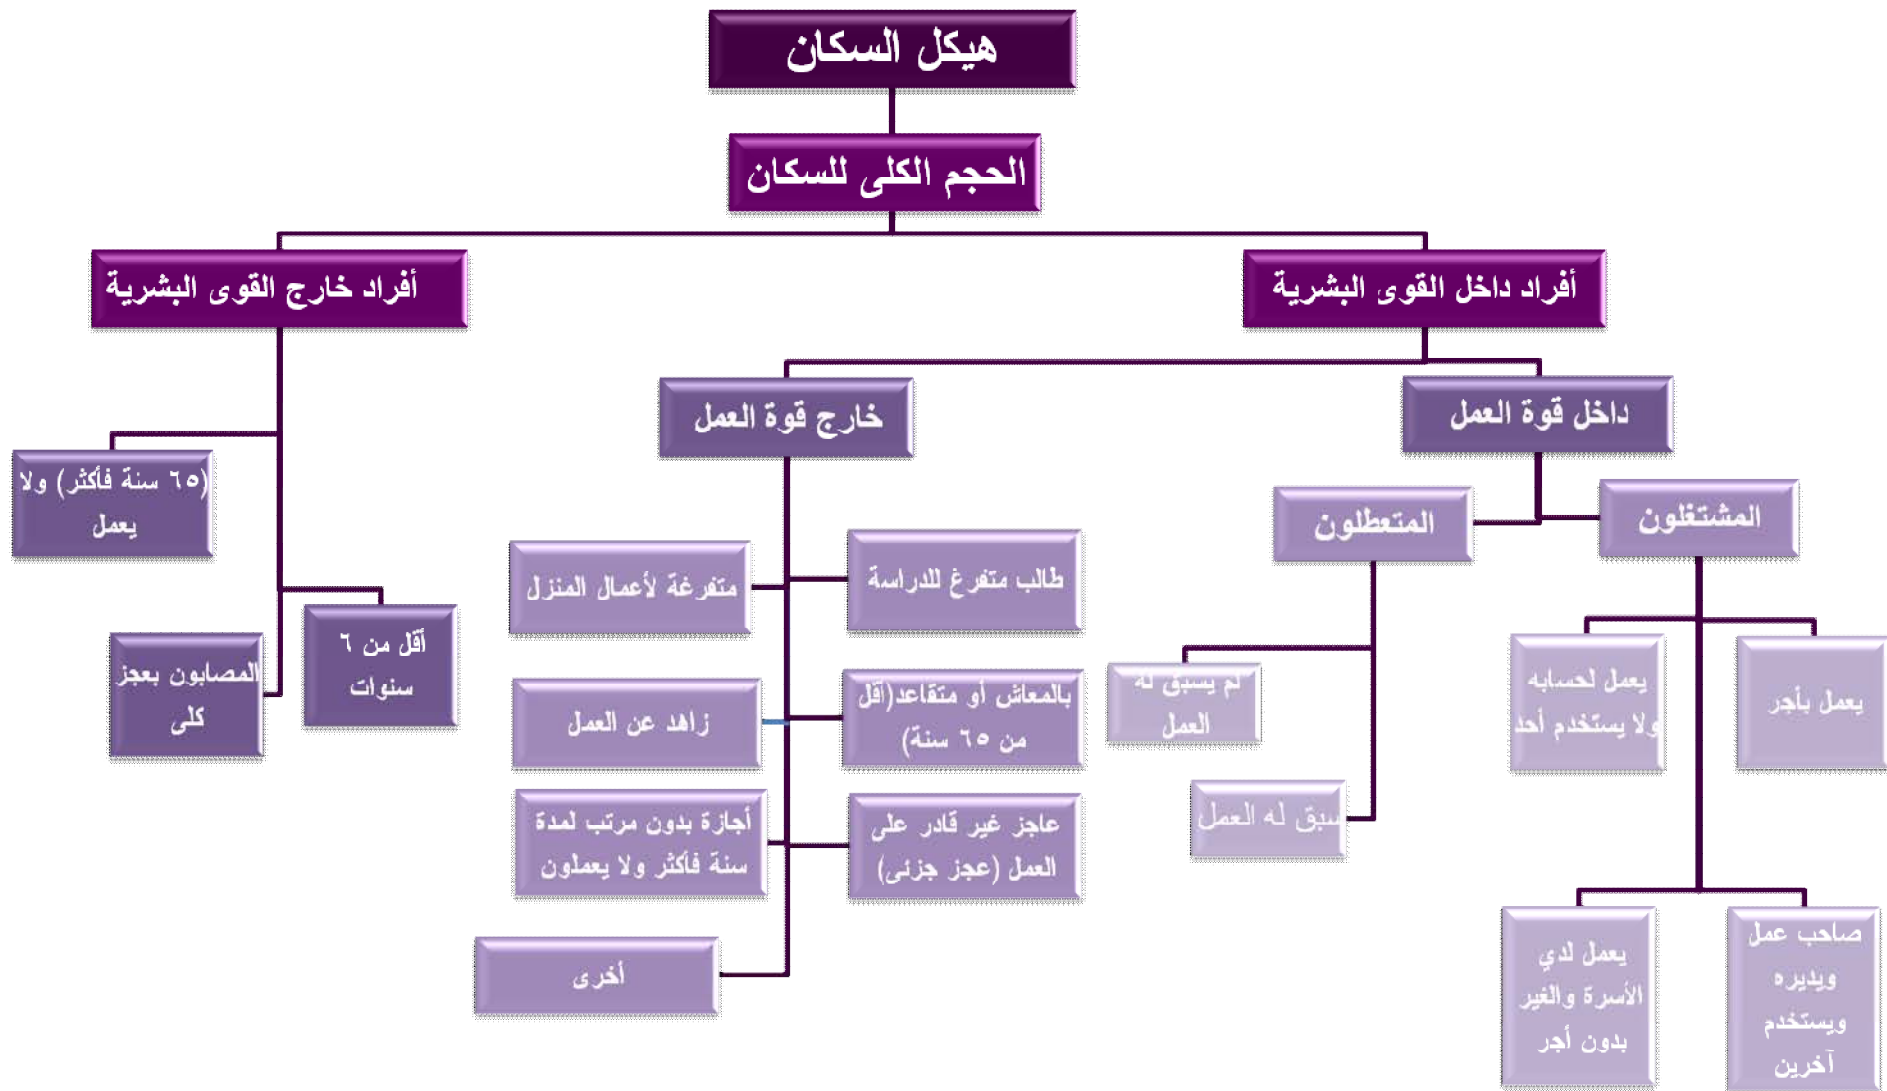 هيكل السكان
الحجم الكلى للسكان
أفراد داخل القوى البشرية
أفراد خارج القوى البشرية
داخل قوة العمل
خارج قوة العمل
(٦٥ سنة فأكثر) ولا
يعمل
المشتغلون
المتعطلون
طالب متفرغ للدراسة
متفرغة لأعمال المنزل
أقل من ٦
سنوات
المصابون بعجز
كلى
يعمل بأجر
يعمل لحسابه
ولا يستخدم أحد
لم يسبق له
العمل
بالمعاش أو متقاعد(أقل
من ٦٥ سنة)
زاهد عن العمل
سبق له العمل
عاجز غير قادر على
العمل (عجز جزئى)
أجازة بدون مرتب لمدة
سنة فأكثر ولا يعملون
صاحب عمل
ويديره
ويستخدم
آخرين
يعمل لدي
الأسرة والغير
بدون أجر
أخرى